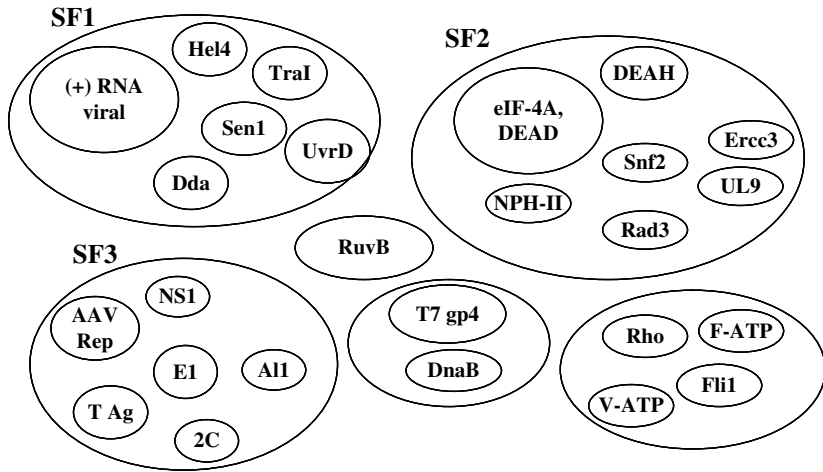 SF1
Hel4
(+) RNA
viral
TraI
Sen1
UvrD
Dda
SF2
DEAH
eIF-4A,
DEAD
Ercc3
Snf2
UL9
NPH-II
Rad3
RuvB
SF3
NS1
AAV
Rep
E1
Al1
T Ag
2C
T7 gp4
DnaB
Rho
F-ATP
Fli1
V-ATP